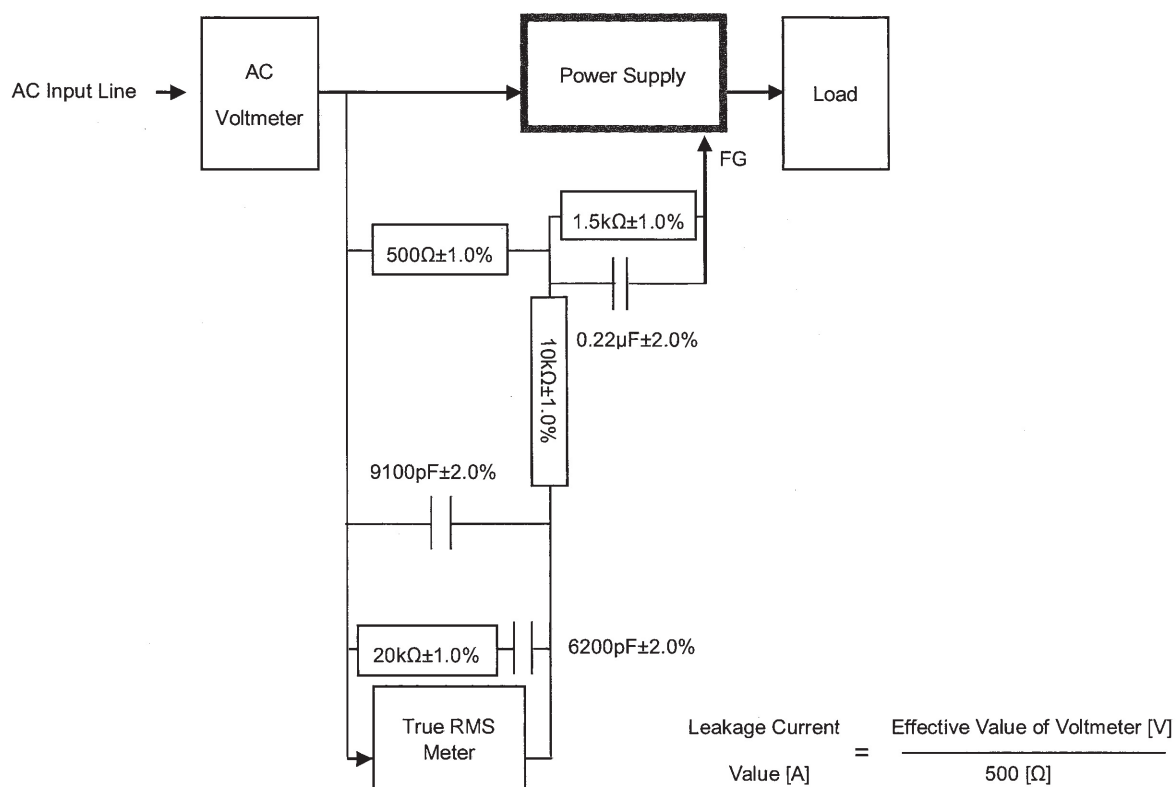 AC Input Line
AC
Voltmeter
Power Supply
Load
FG
1.5kΩ±1.0%
500Ω±1.0%
0.22µF±2.0%
10kΩ±1.0%
9100pF±2.0%
20kΩ±1.0%
6200pF±2.0%
True RMS
Meter
Leakage Current
Value [A]
=
Effective Value of Voltmeter [V]
500 [Ω]